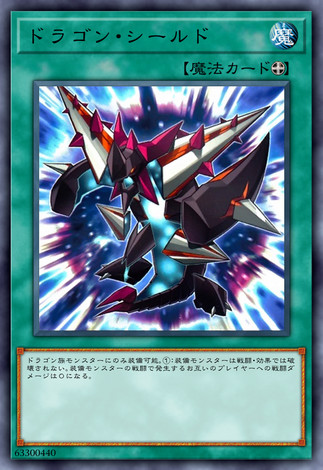 ドラゴン・シールド
魔
【魔法カード】
ドラゴン族モンスターにのみ装備可能。①:装備モンスターは戦闘・効果では破
壊されない。装備モンスターの戦闘で発生するお互いのプレイヤーへの戦闘ダ
メージは0になる。
63300440